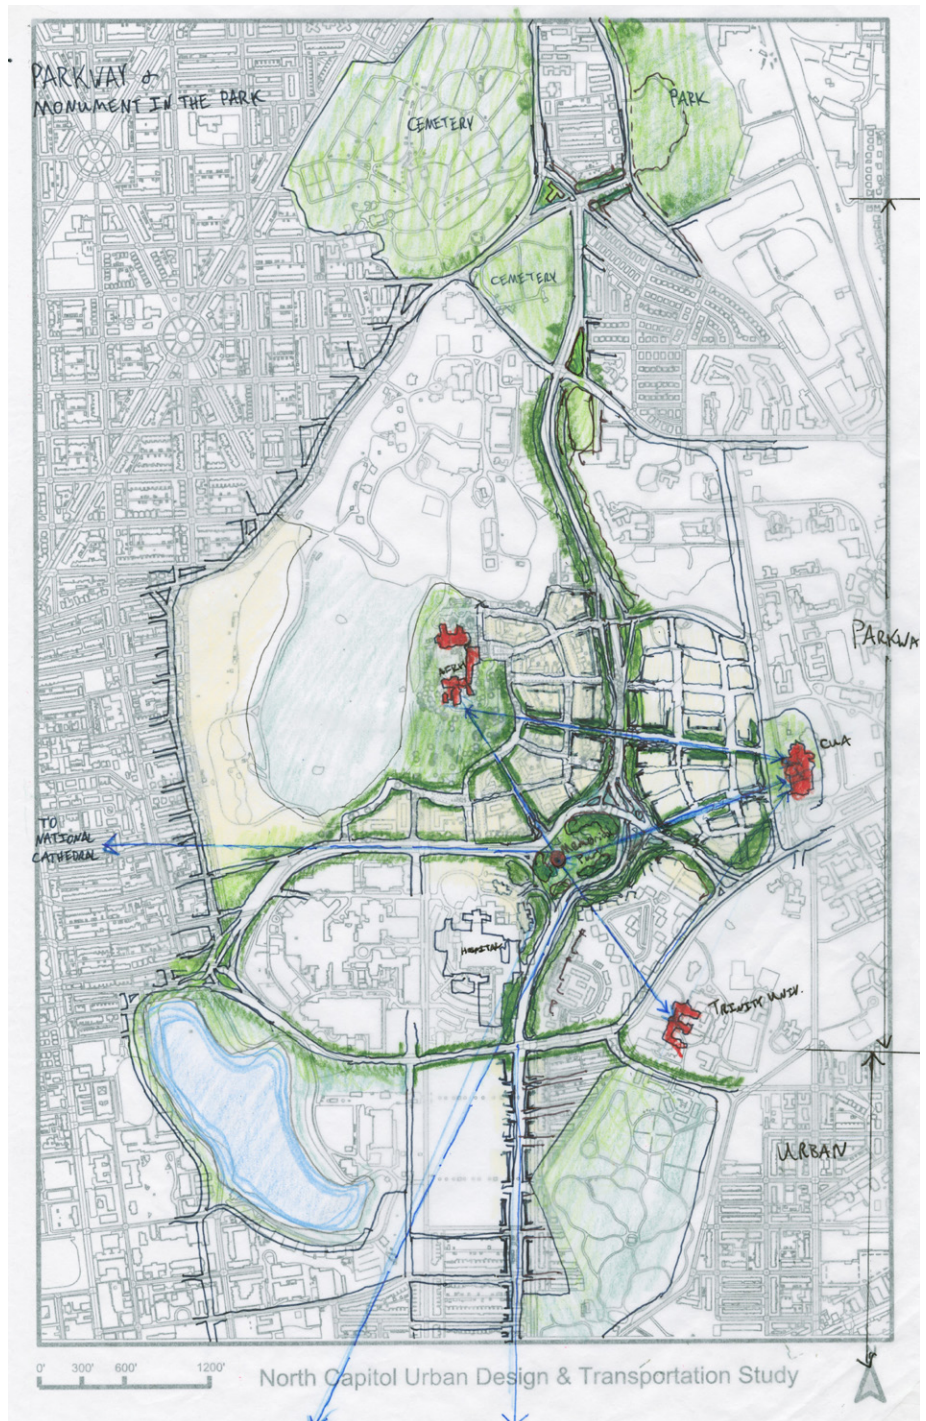 PARKWAY &
MONUMENT IN THE PARK
CEMETERY
PARK
CEMETERY
PARKWA
AFRH
CUA
TO
NATIONAL
CATHEDRAL
HOSPITAL
TRINITY UNIV.
URBAN
0' 300' 600' 1200'
North Capitol Urban Design & Transportation Study